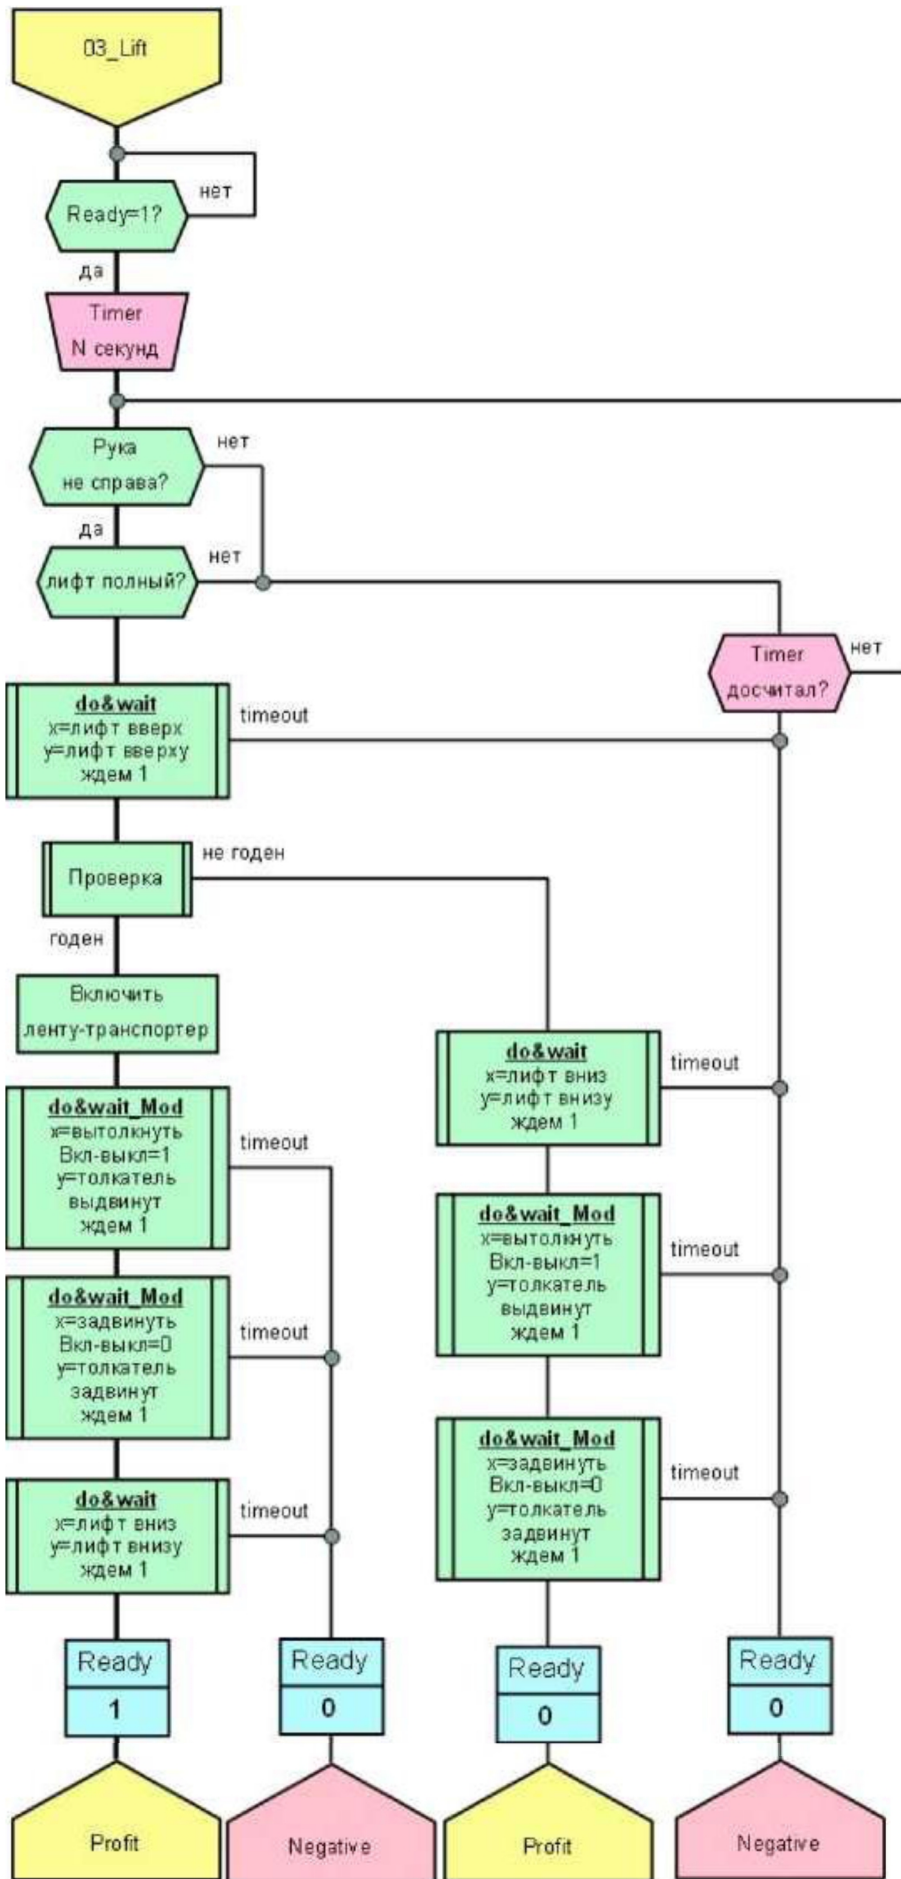 03_Lift
нет
Ready=1?
да
Timer
N секунд
Рука
не справа?
нет
да
лифт полный?
нет
Timer
досчитал?
нет
do&wait
x=лифт вверх
y=лифт вверху
ждем 1
timeout
Проверка
не годен
годен
Включить
ленту-транспортер
do&wait_Mod
x=вытолкнуть
Вкл-выкл=1
y=толкатель
выдвинут
ждем 1
timeout
do&wait_Mod
x=задвинуть
Вкл-выкл=0
y=толкатель
задвинут
ждем 1
timeout
do&wait
x=лифт вниз
y=лифт внизу
ждем 1
timeout
do&wait
x=лифт вниз
y=лифт внизу
ждем 1
timeout
do&wait_Mod
x=вытолкнуть
Вкл-выкл=1
y=толкатель
выдвинут
ждем 1
timeout
do&wait_Mod
x=задвинуть
Вкл-выкл=0
y=толкатель
задвинут
ждем 1
timeout
Ready
1
Ready
0
Ready
0
Ready
0
Profit
Negative
Profit
Negative